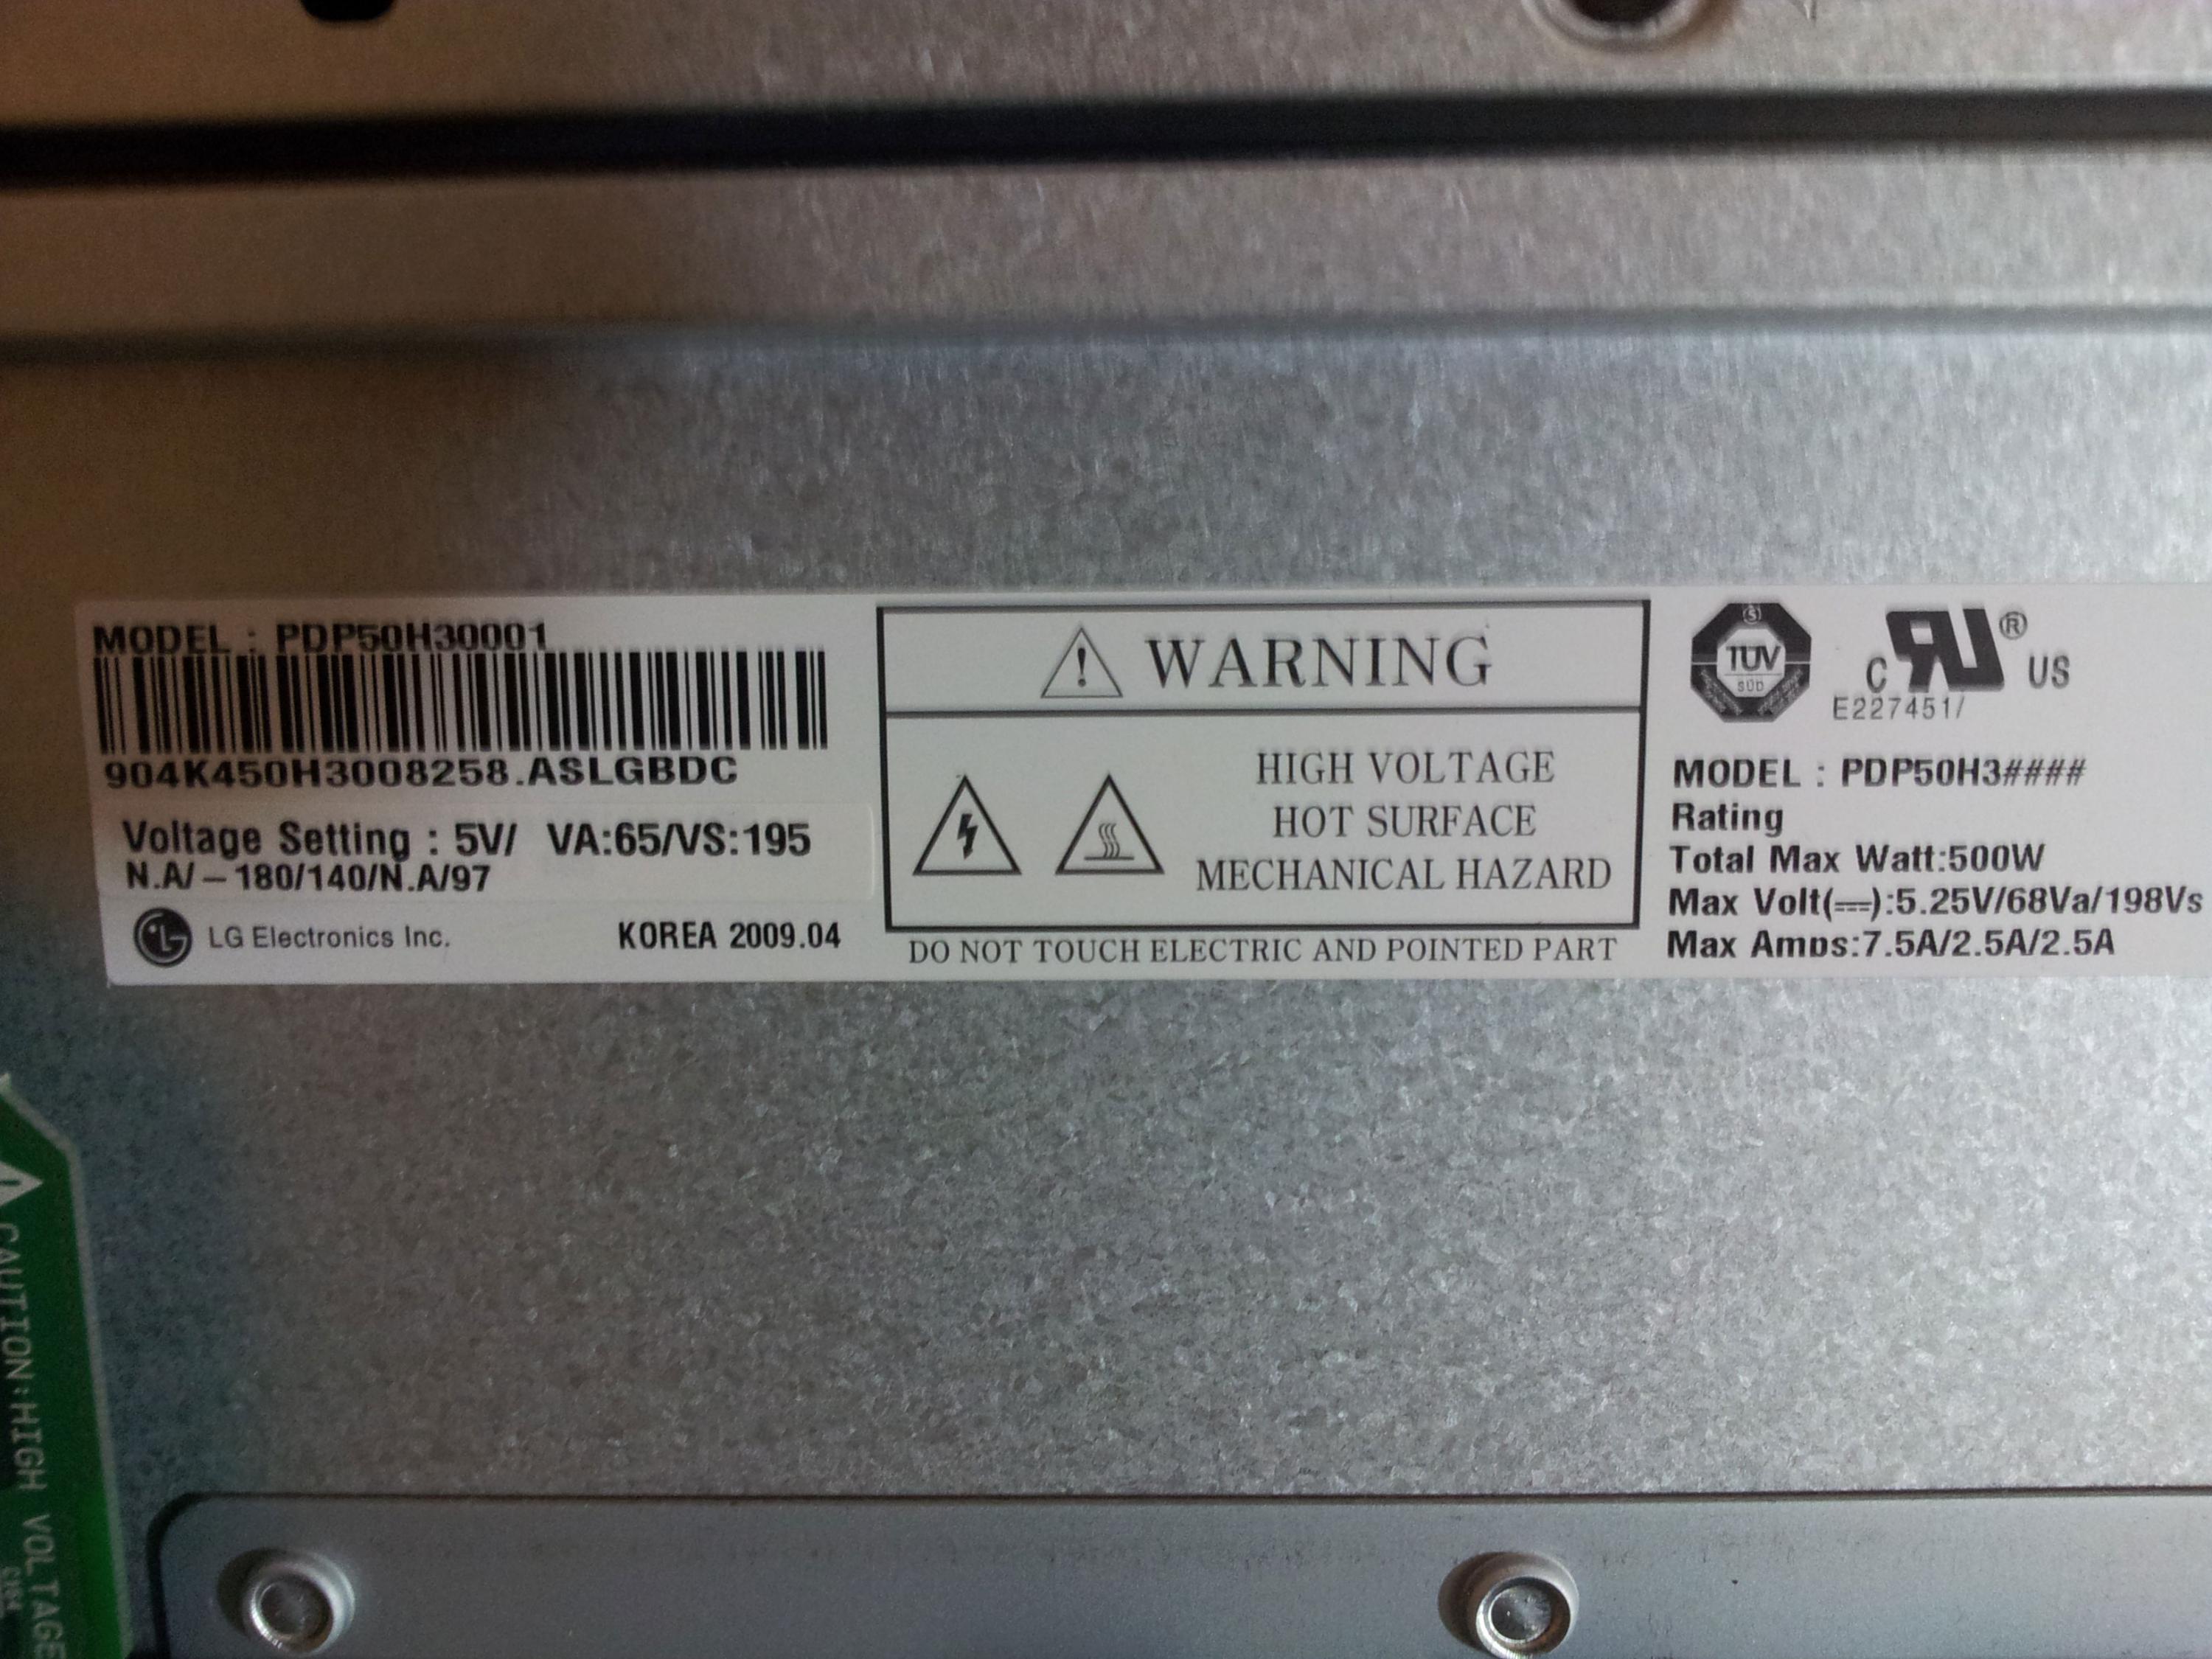 MODEL : PDP50H30001
904K450H3008258.ASLGBDC
Voltage Setting : 5V/ VA:65/VS:195
N.A/-180/140/N.A/97
LG Electronics Inc. KOREA 2009.04
WARNING
HIGH VOLTAGE
HOT SURFACE
MECHANICAL HAZARD
DO NOT TOUCH ELECTRIC AND POINTED PART
TUV
SUD
C US
®
E227451/
MODEL : PDP50H3####
Rating
Total Max Watt:500W
Max Volt(⎓):5.25V/68Va/198Vs
Max Amps:7.5A/2.5A/2.5A
CAUTION:HIGH VOLTAGE